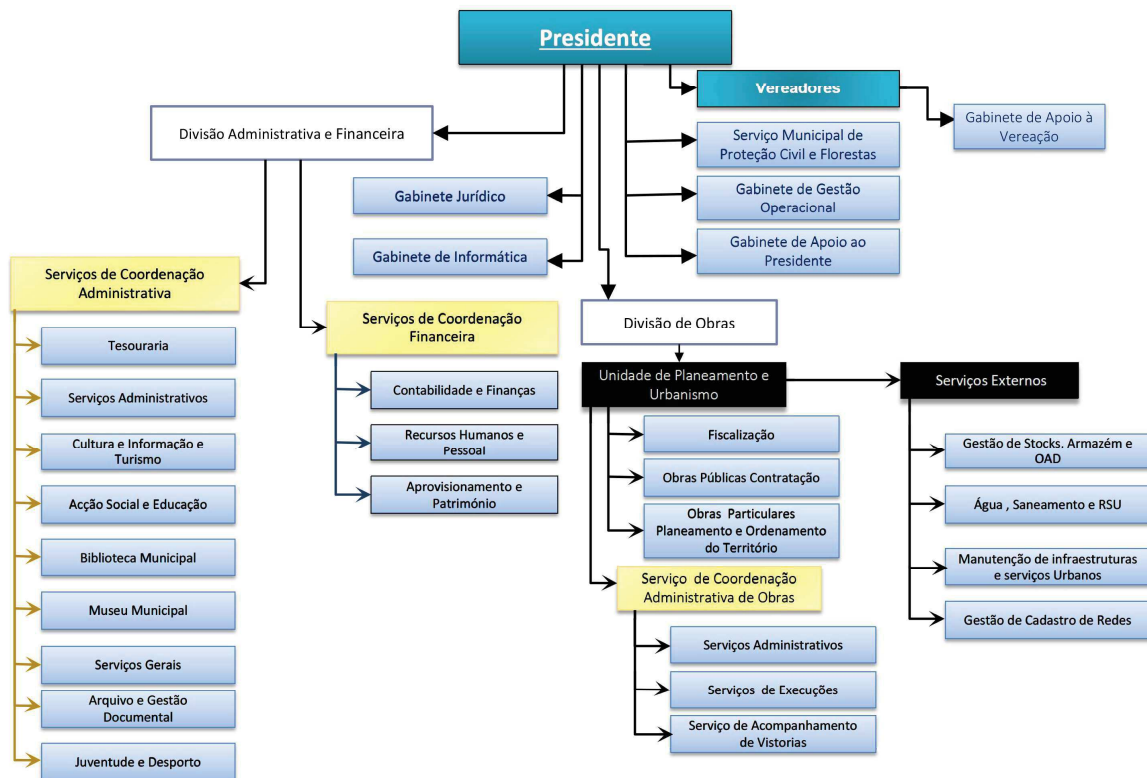 Presidente
Vereadores
Gabinete de Apoio à
Vereação
Divisão Administrativa e Financeira
Serviço Municipal de
Proteção Civil e Florestas
Gabinete Jurídico
Gabinete de Gestão
Operacional
Gabinete de Informática
Gabinete de Apoio ao
Presidente
Serviços de Coordenação
Administrativa
Tesouraria
Serviços Administrativos
Cultura e Informação e
Turismo
Acção Social e Educação
Biblioteca Municipal
Museu Municipal
Serviços Gerais
Arquivo e Gestão
Documental
Juventude e Desporto
Serviços de Coordenação
Financeira
Contabilidade e Finanças
Recursos Humanos e
Pessoal
Aprovisionamento e
Património
Divisão de Obras
Unidade de Planeamento e
Urbanismo
Fiscalização
Obras Públicas Contratação
Obras Particulares
Planeamento e Ordenamento
do Território
Serviço de Coordenação
Administrativa de Obras
Serviços Administrativos
Serviços de Execuções
Serviço de Acompanhamento
de Vistorias
Serviços Externos
Gestão de Stocks. Armazém e
OAD
Água , Saneamento e RSU
Manutenção de infraestruturas
e serviços Urbanos
Gestão de Cadastro de Redes